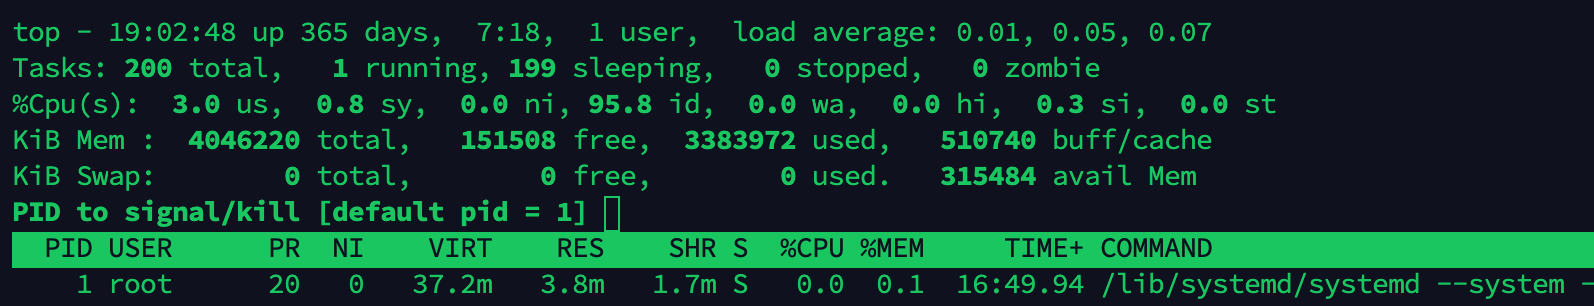 top - 19:02:48 up 365 days,  7:18,  1 user,  load average: 0.01, 0.05, 0.07
Tasks: 200 total,   1 running, 199 sleeping,   0 stopped,   0 zombie
%Cpu(s):  3.0 us,  0.8 sy,  0.0 ni, 95.8 id,  0.0 wa,  0.0 hi,  0.3 si,  0.0 st
KiB Mem :  4046220 total,   151508 free,  3383972 used,   510740 buff/cache
KiB Swap:        0 total,        0 free,        0 used.   315484 avail Mem
PID to signal/kill [default pid = 1]
  PID USER      PR  NI    VIRT    RES    SHR S  %CPU %MEM     TIME+ COMMAND
    1 root      20   0   37.2m   3.8m   1.7m S   0.0  0.1  16:49.94 /lib/systemd/systemd --system -